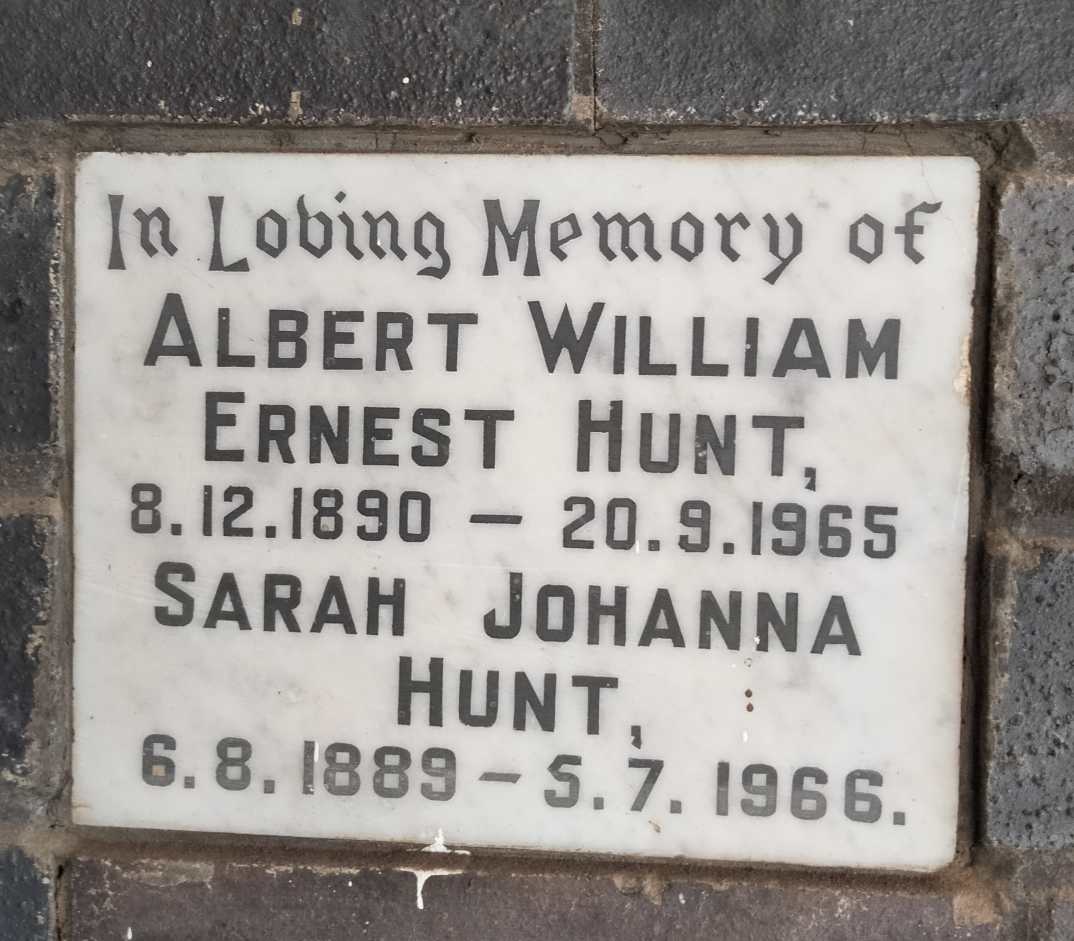 In Loving Memory of
ALBERT WILLIAM
ERNEST HUNT,
8.12.1890 – 20.9.1965
SARAH JOHANNA
HUNT,
6.8.1889 – 5.7.1966.